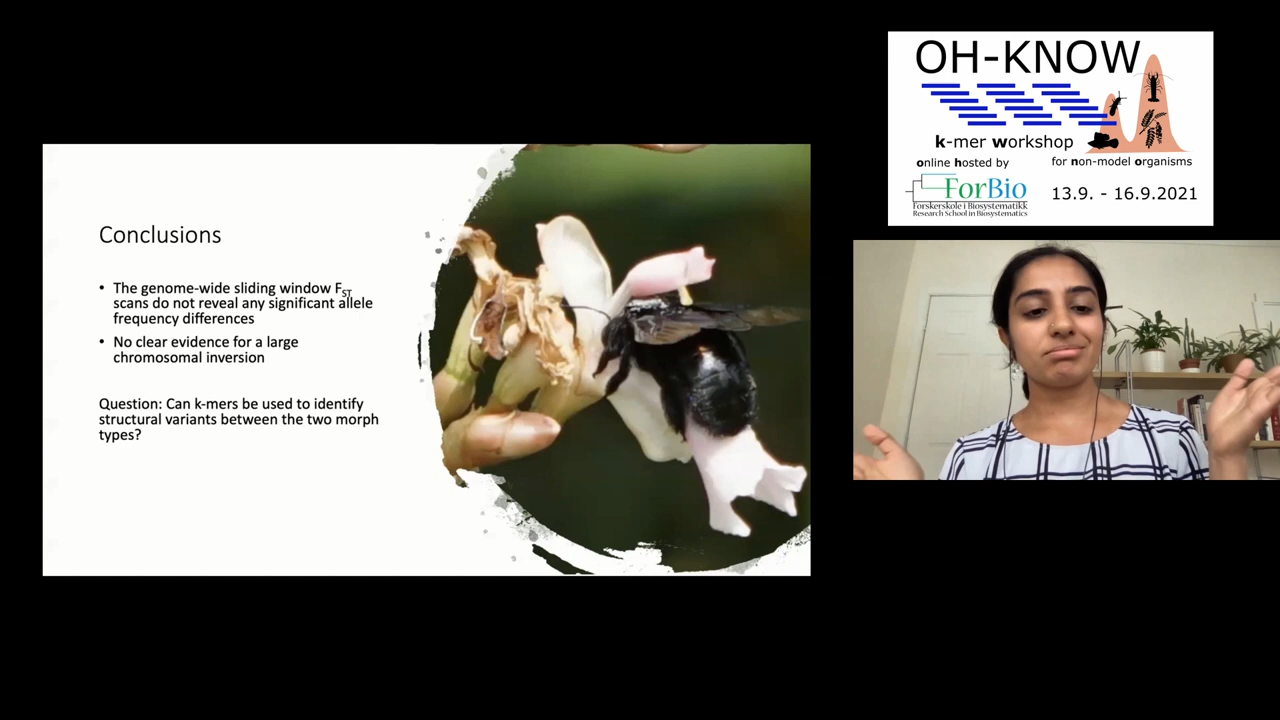 Conclusions
• The genome-wide sliding window FST
scans do not reveal any significant allele
frequency differences
• No clear evidence for a large
chromosomal inversion
Question: Can k-mers be used to identify
structural variants between the two morph
types?
OH-KNOW
k-mer workshop
online hosted by
for non-model organisms
ForBio
Forskerskole i Biosystematikk
Research School in Biosystematics
13.9. - 16.9.2021